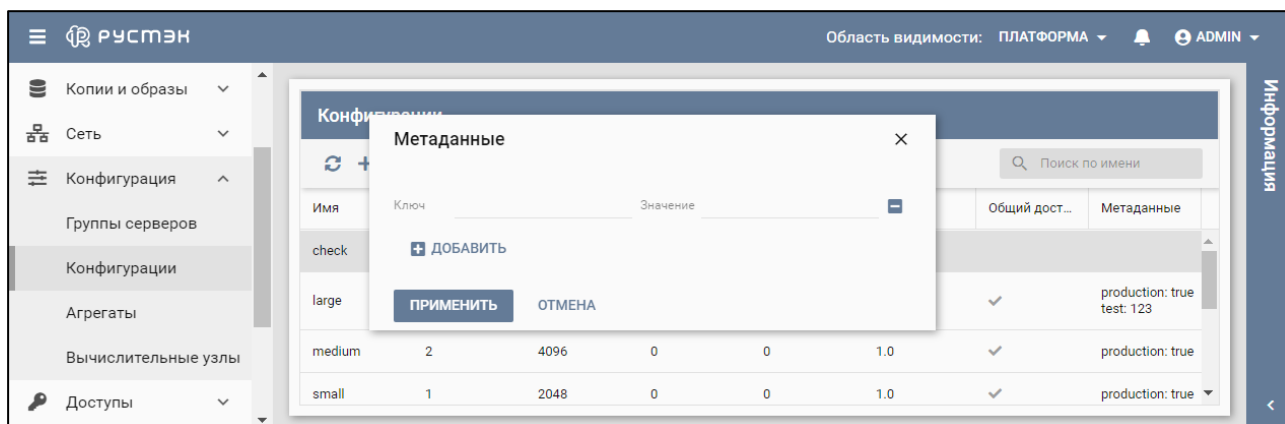 РУСТЭК
Область видимости: ПЛАТФОРМА
ADMIN
Копии и образы
Сеть
Конфигурация
Группы серверов
Конфигурации
Агрегаты
Вычислительные узлы
Доступы
Конфигурации
Поиск по имени
Метаданные
Ключ
Значение
ДОБАВИТЬ
ПРИМЕНИТЬ ОТМЕНА
Имя Общий дост... Метаданные
check
large production: true
test: 123
medium 2 4096 0 0 1.0 production: true
small 1 2048 0 0 1.0 production: true
Информация